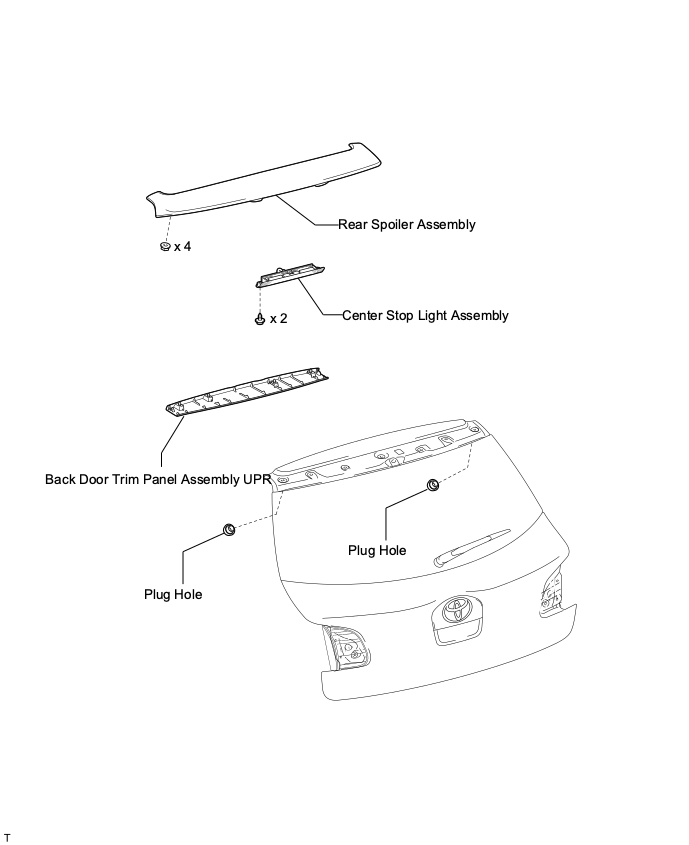 Rear Spoiler Assembly
x 4
Center Stop Light Assembly
x 2
Back Door Trim Panel Assembly UPR
Plug Hole
Plug Hole
T